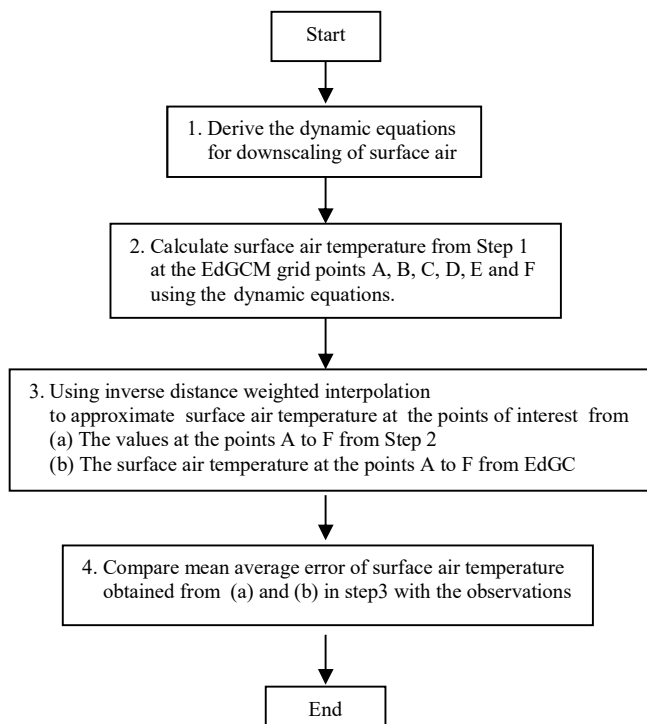 Start
1. Derive the dynamic equations
for downscaling of surface air
2. Calculate surface air temperature from Step 1
at the EdGCM grid points A, B, C, D, E and F
using the dynamic equations.
3. Using inverse distance weighted interpolation
to approximate surface air temperature at the points of interest from
(a) The values at the points A to F from Step 2
(b) The surface air temperature at the points A to F from EdGC
4. Compare mean average error of surface air temperature
obtained from (a) and (b) in step3 with the observations
End